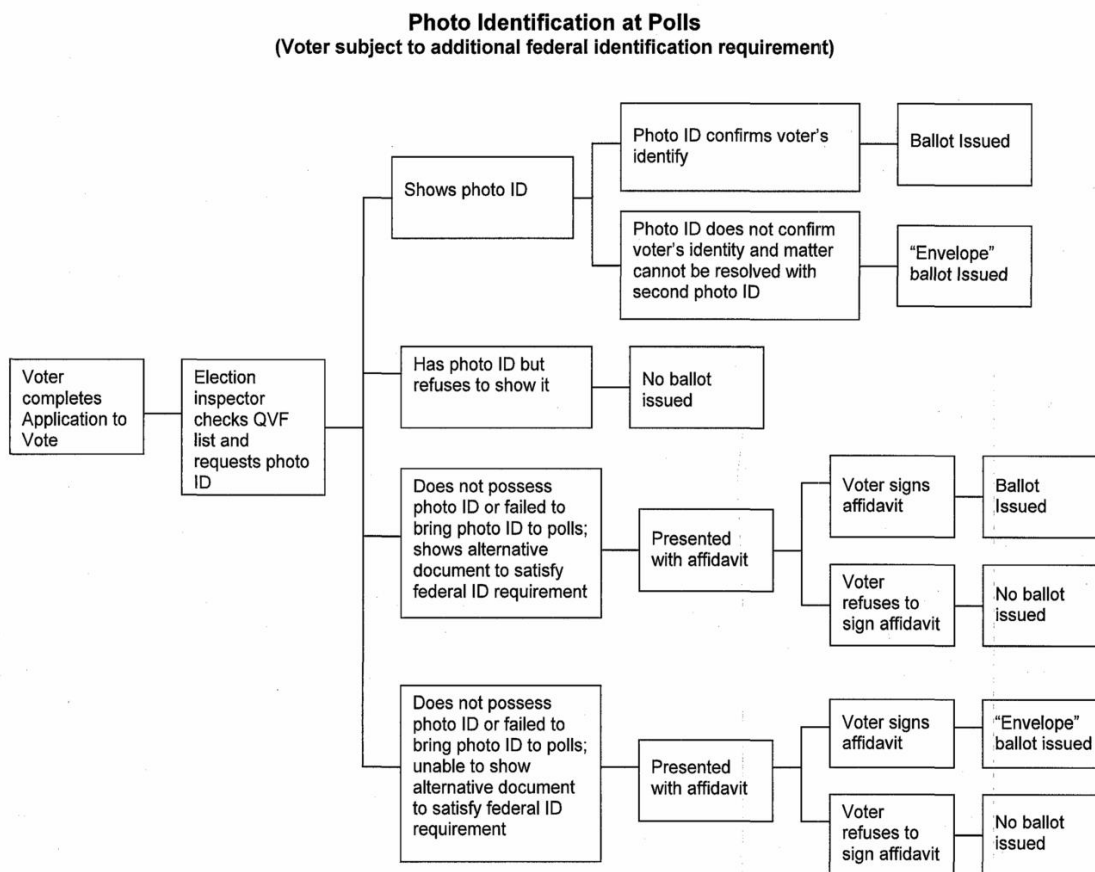 Photo Identification at Polls
(Voter subject to additional federal identification requirement)
Photo ID confirms voter's
identify
Ballot Issued
Shows photo ID
Photo ID does not confirm
voter's identity and matter
cannot be resolved with
second photo ID
"Envelope"
ballot Issued
Voter
completes
Application to
Vote
Election
inspector
checks QVF
list and
requests photo
ID
Has photo ID but
refuses to show it
No ballot
issued
Does not possess
photo ID or failed to
bring photo ID to polls;
shows alternative
document to satisfy
federal ID requirement
Presented
with affidavit
Voter signs
affidavit
Ballot
Issued
Voter
refuses to
sign affidavit
No ballot
issued
Does not possess
photo ID or failed to
bring photo ID to polls;
unable to show
alternative document
to satisfy federal ID
requirement
Presented
with affidavit
Voter signs
affidavit
"Envelope"
ballot issued
Voter
refuses to
sign affidavit
No ballot
issued